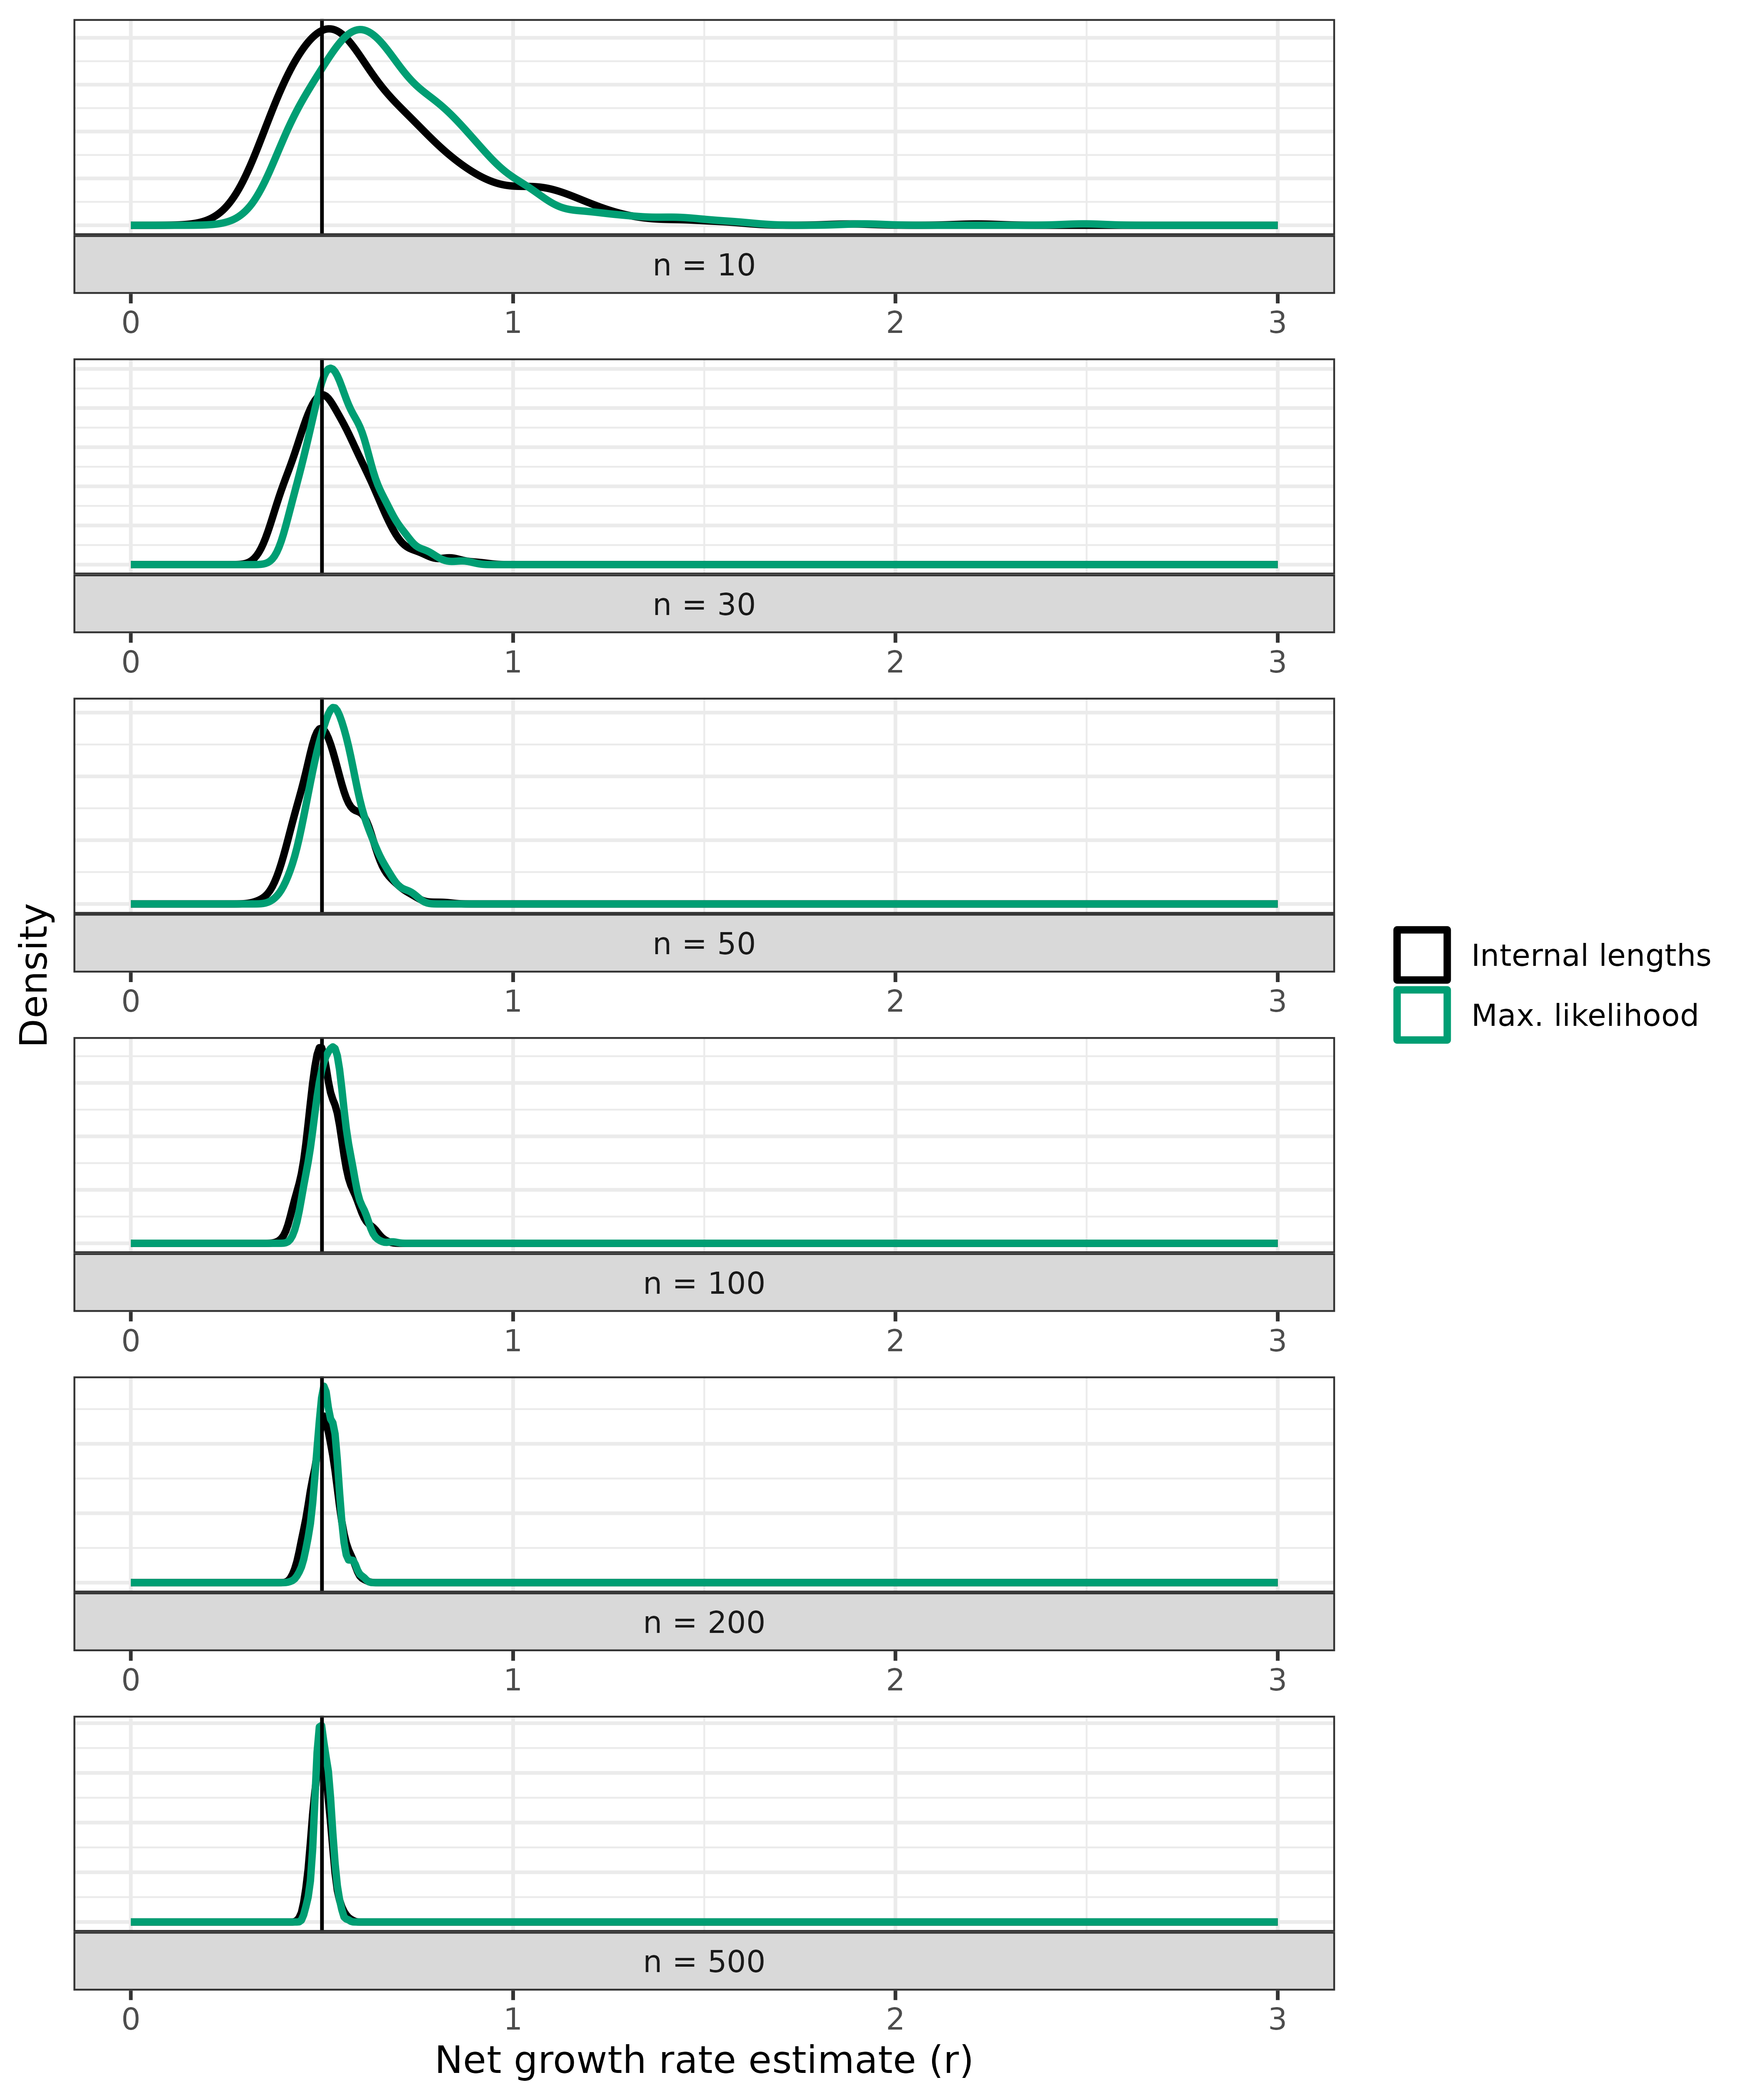 n = 10
0 1 2 3
n = 30
0 1 2 3
n = 50
0 1 2 3
n = 100
0 1 2 3
n = 200
0 1 2 3
n = 500
0 1 2 3
Net growth rate estimate (r)
Density
Internal lengths
Max. likelihood